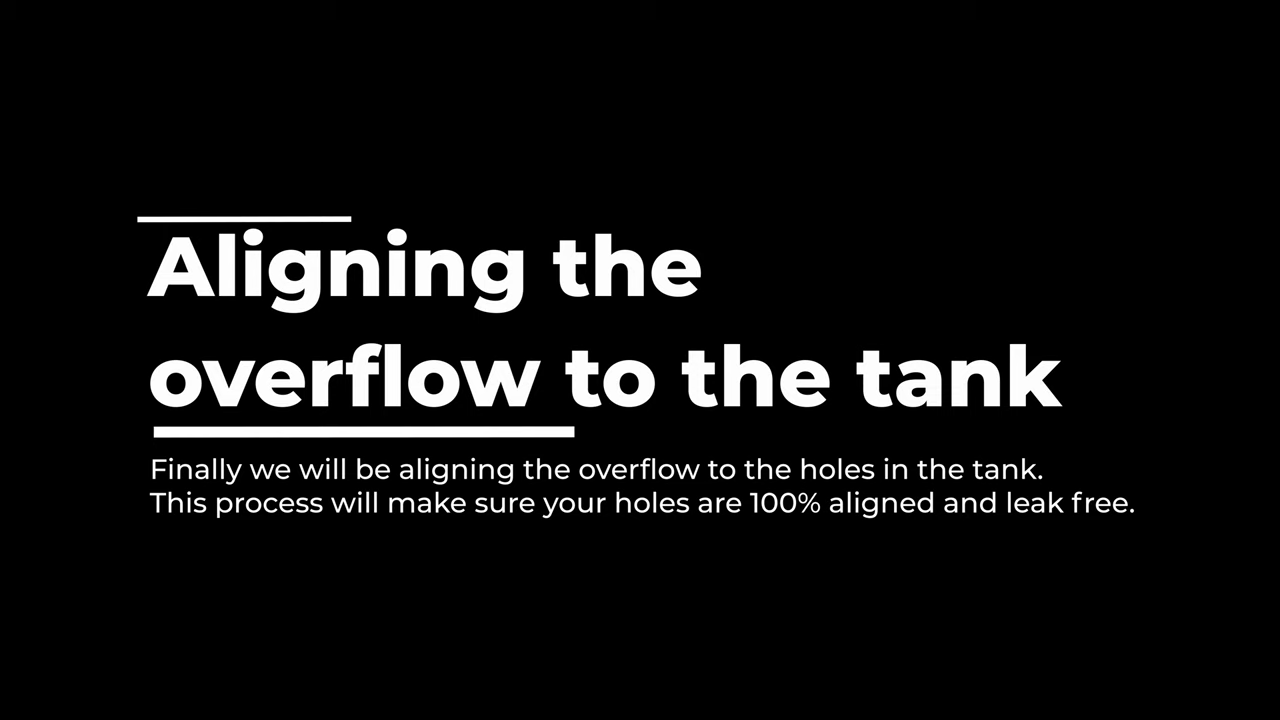 Aligning the
overflow to the tank
Finally we will be aligning the overflow to the holes in the tank.
This process will make sure your holes are 100% aligned and leak free.